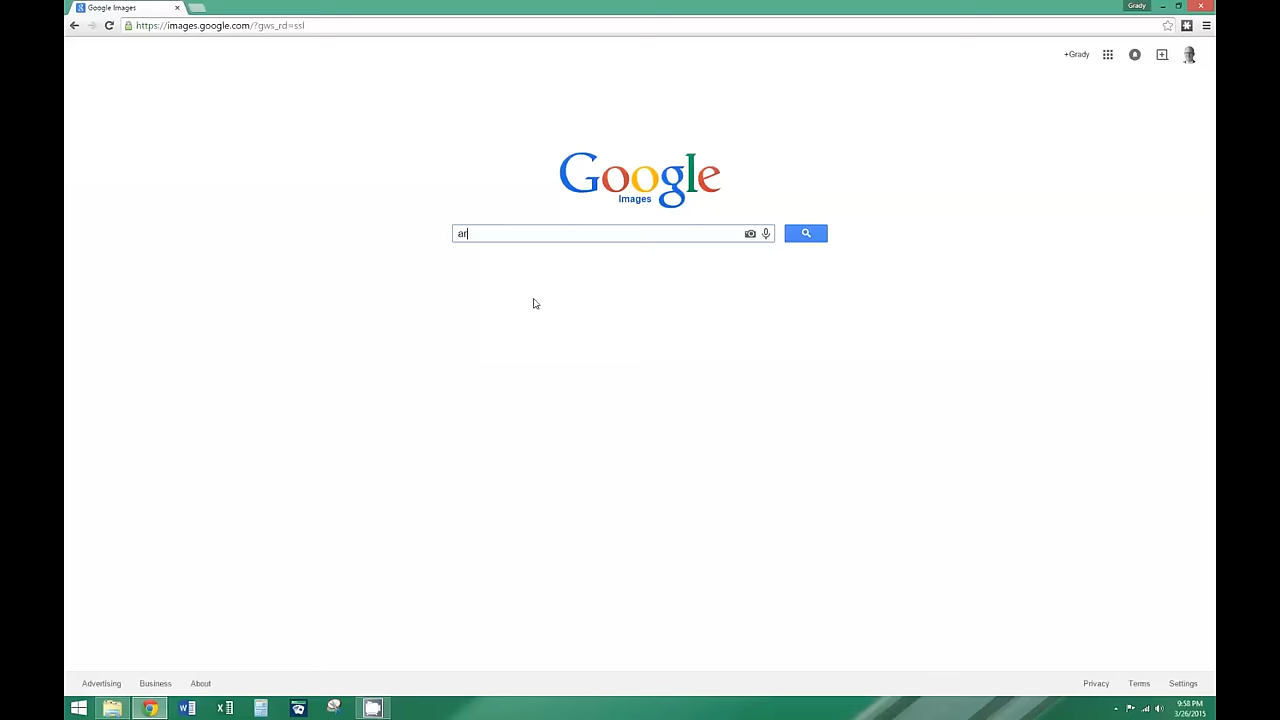 Google Images
Grady
https://images.google.com/?gws_rd=ssl
+Grady
Google
Images
ar
Advertising Business About
Privacy Terms Settings
9:58 PM
3/26/2015